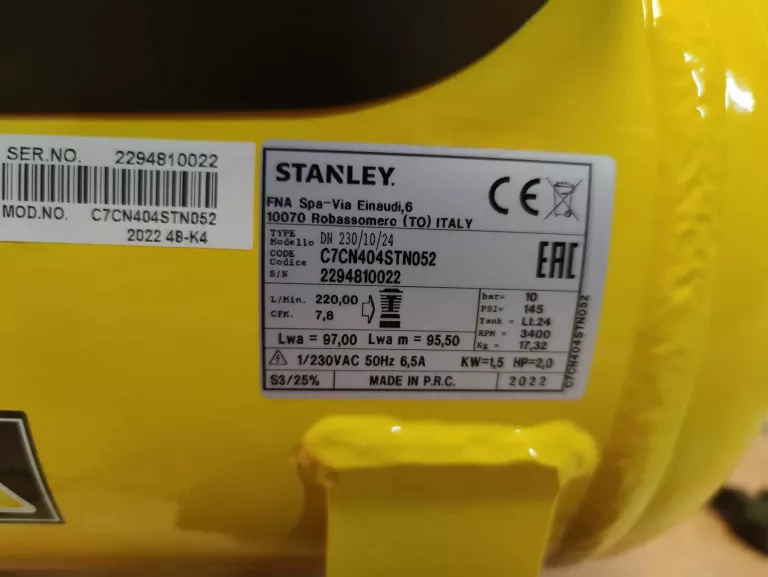 SER.NO. 2294810022
MOD.NO. C7CN404STN052
2022 48-K4
STANLEY.
CE
FNA Spa-Via Einaudi,6
10070 Robassomero (TO) ITALY
TYPE
Modello DN 230/10/24
CODE
Codice C7CN404STN052
S/N 2294810022
EAC
L/Min. 220,00
CFM. 7,8
bar= 10
PSI= 145
Tank = Lt.24
RPM = 3400
Kg = 17,32
Lwa = 97,00 Lwa m = 95,50
1/230VAC 50Hz 6,5A KW=1,5 HP=2,0
S3/25% MADE IN P.R.C. 2022
C7CN404STN052